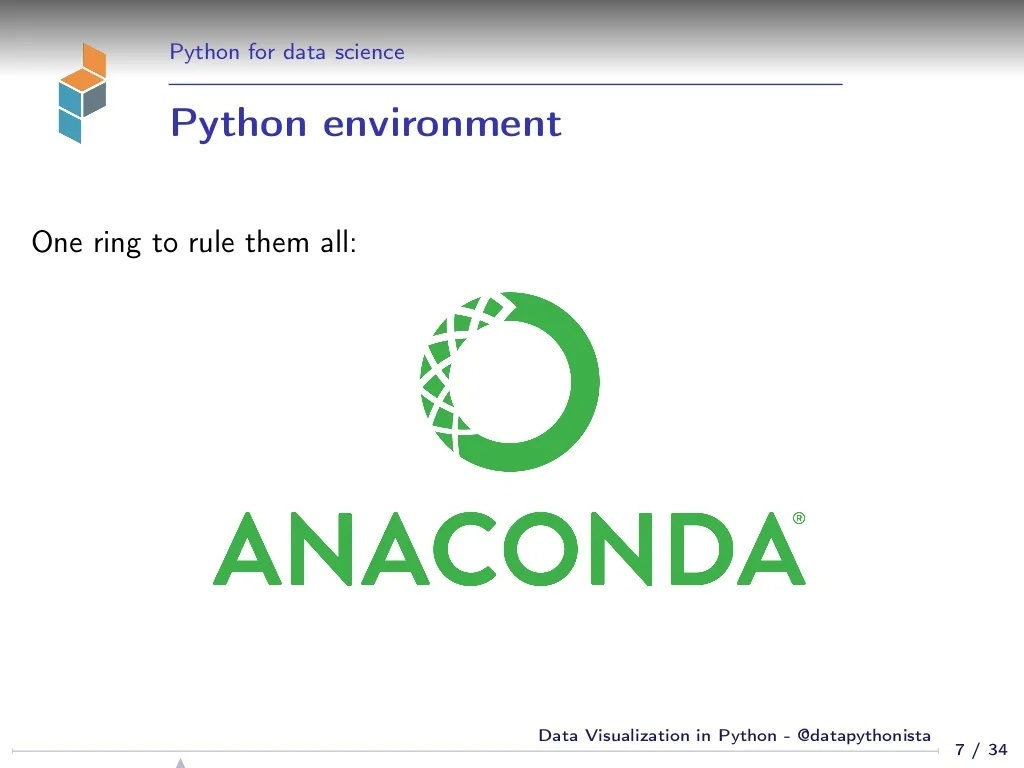 Python for data science
Python environment
One ring to rule them all:
ANACONDA®
Data Visualization in Python - @datapythonista
7 / 34